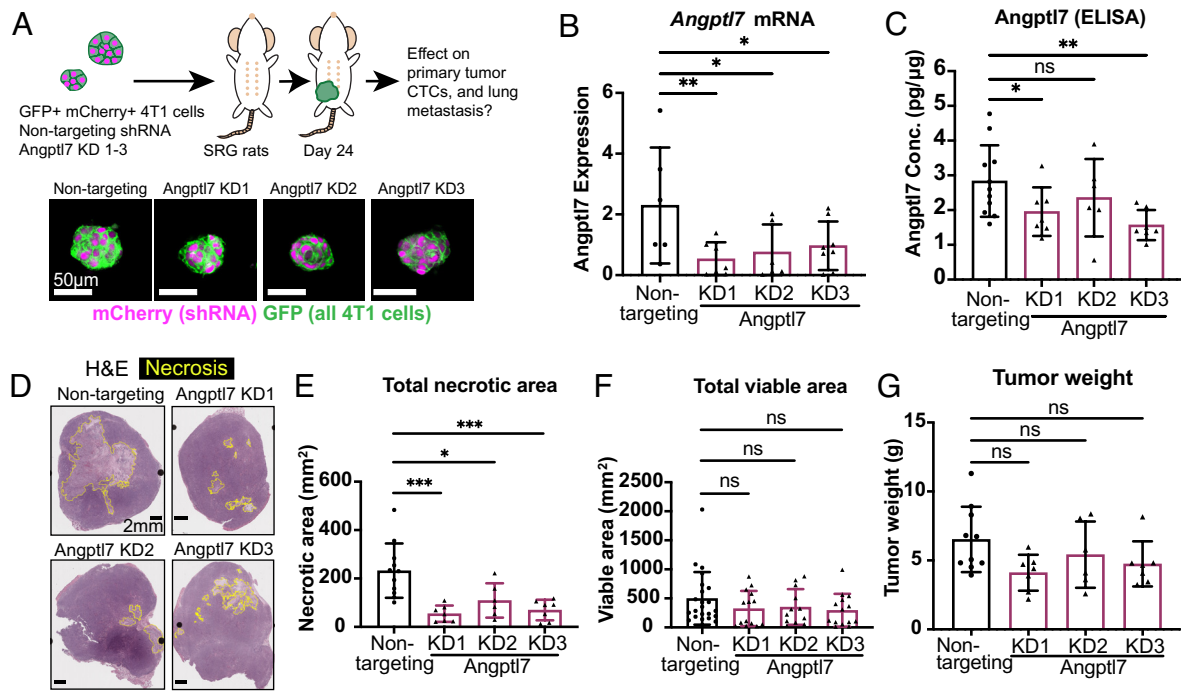 A
GFP+ mCherry+ 4T1 cells
Non-targeting shRNA
Angptl7 KD 1-3
SRG rats
Day 24
Effect on
primary tumor
CTCs, and lung
metastasis?
Non-targeting
Angptl7 KD1
Angptl7 KD2
Angptl7 KD3
50µm
mCherry (shRNA) GFP (all 4T1 cells)
B
Angptl7 mRNA
*
*
**
Angptl7 Expression
6
4
2
0
Non-
targeting
KD1
KD2
KD3
Angptl7
C
Angptl7 (ELISA)
**
ns
*
Angptl7 Conc. (pg/µg)
6
5
4
3
2
1
0
Non-
targeting
KD1
KD2
KD3
Angptl7
D
H&E Necrosis
Non-targeting
Angptl7 KD1
2mm
Angptl7 KD2
Angptl7 KD3
E
Total necrotic area
***
*
***
Necrotic area (mm²)
600
400
200
0
Non-
targeting
KD1
KD2
KD3
Angptl7
F
Total viable area
ns
ns
ns
Viable area (mm²)
2500
2000
1500
1000
500
0
Non-
targeting
KD1
KD2
KD3
Angptl7
G
Tumor weight
ns
ns
ns
Tumor weight (g)
15
10
5
0
Non-
targeting
KD1
KD2
KD3
Angptl7